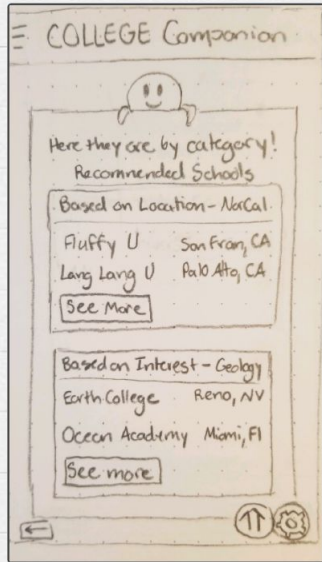 COLLEGE Companion
Here they are by category!
Recommended Schools
Based on Location - NorCal
Fluffy U San Fran, CA
Lang Lang U Palo Alto, CA
See More
Based on Interest - Geology
Earth College Reno, NV
Ocean Academy Miami, Fl
See more